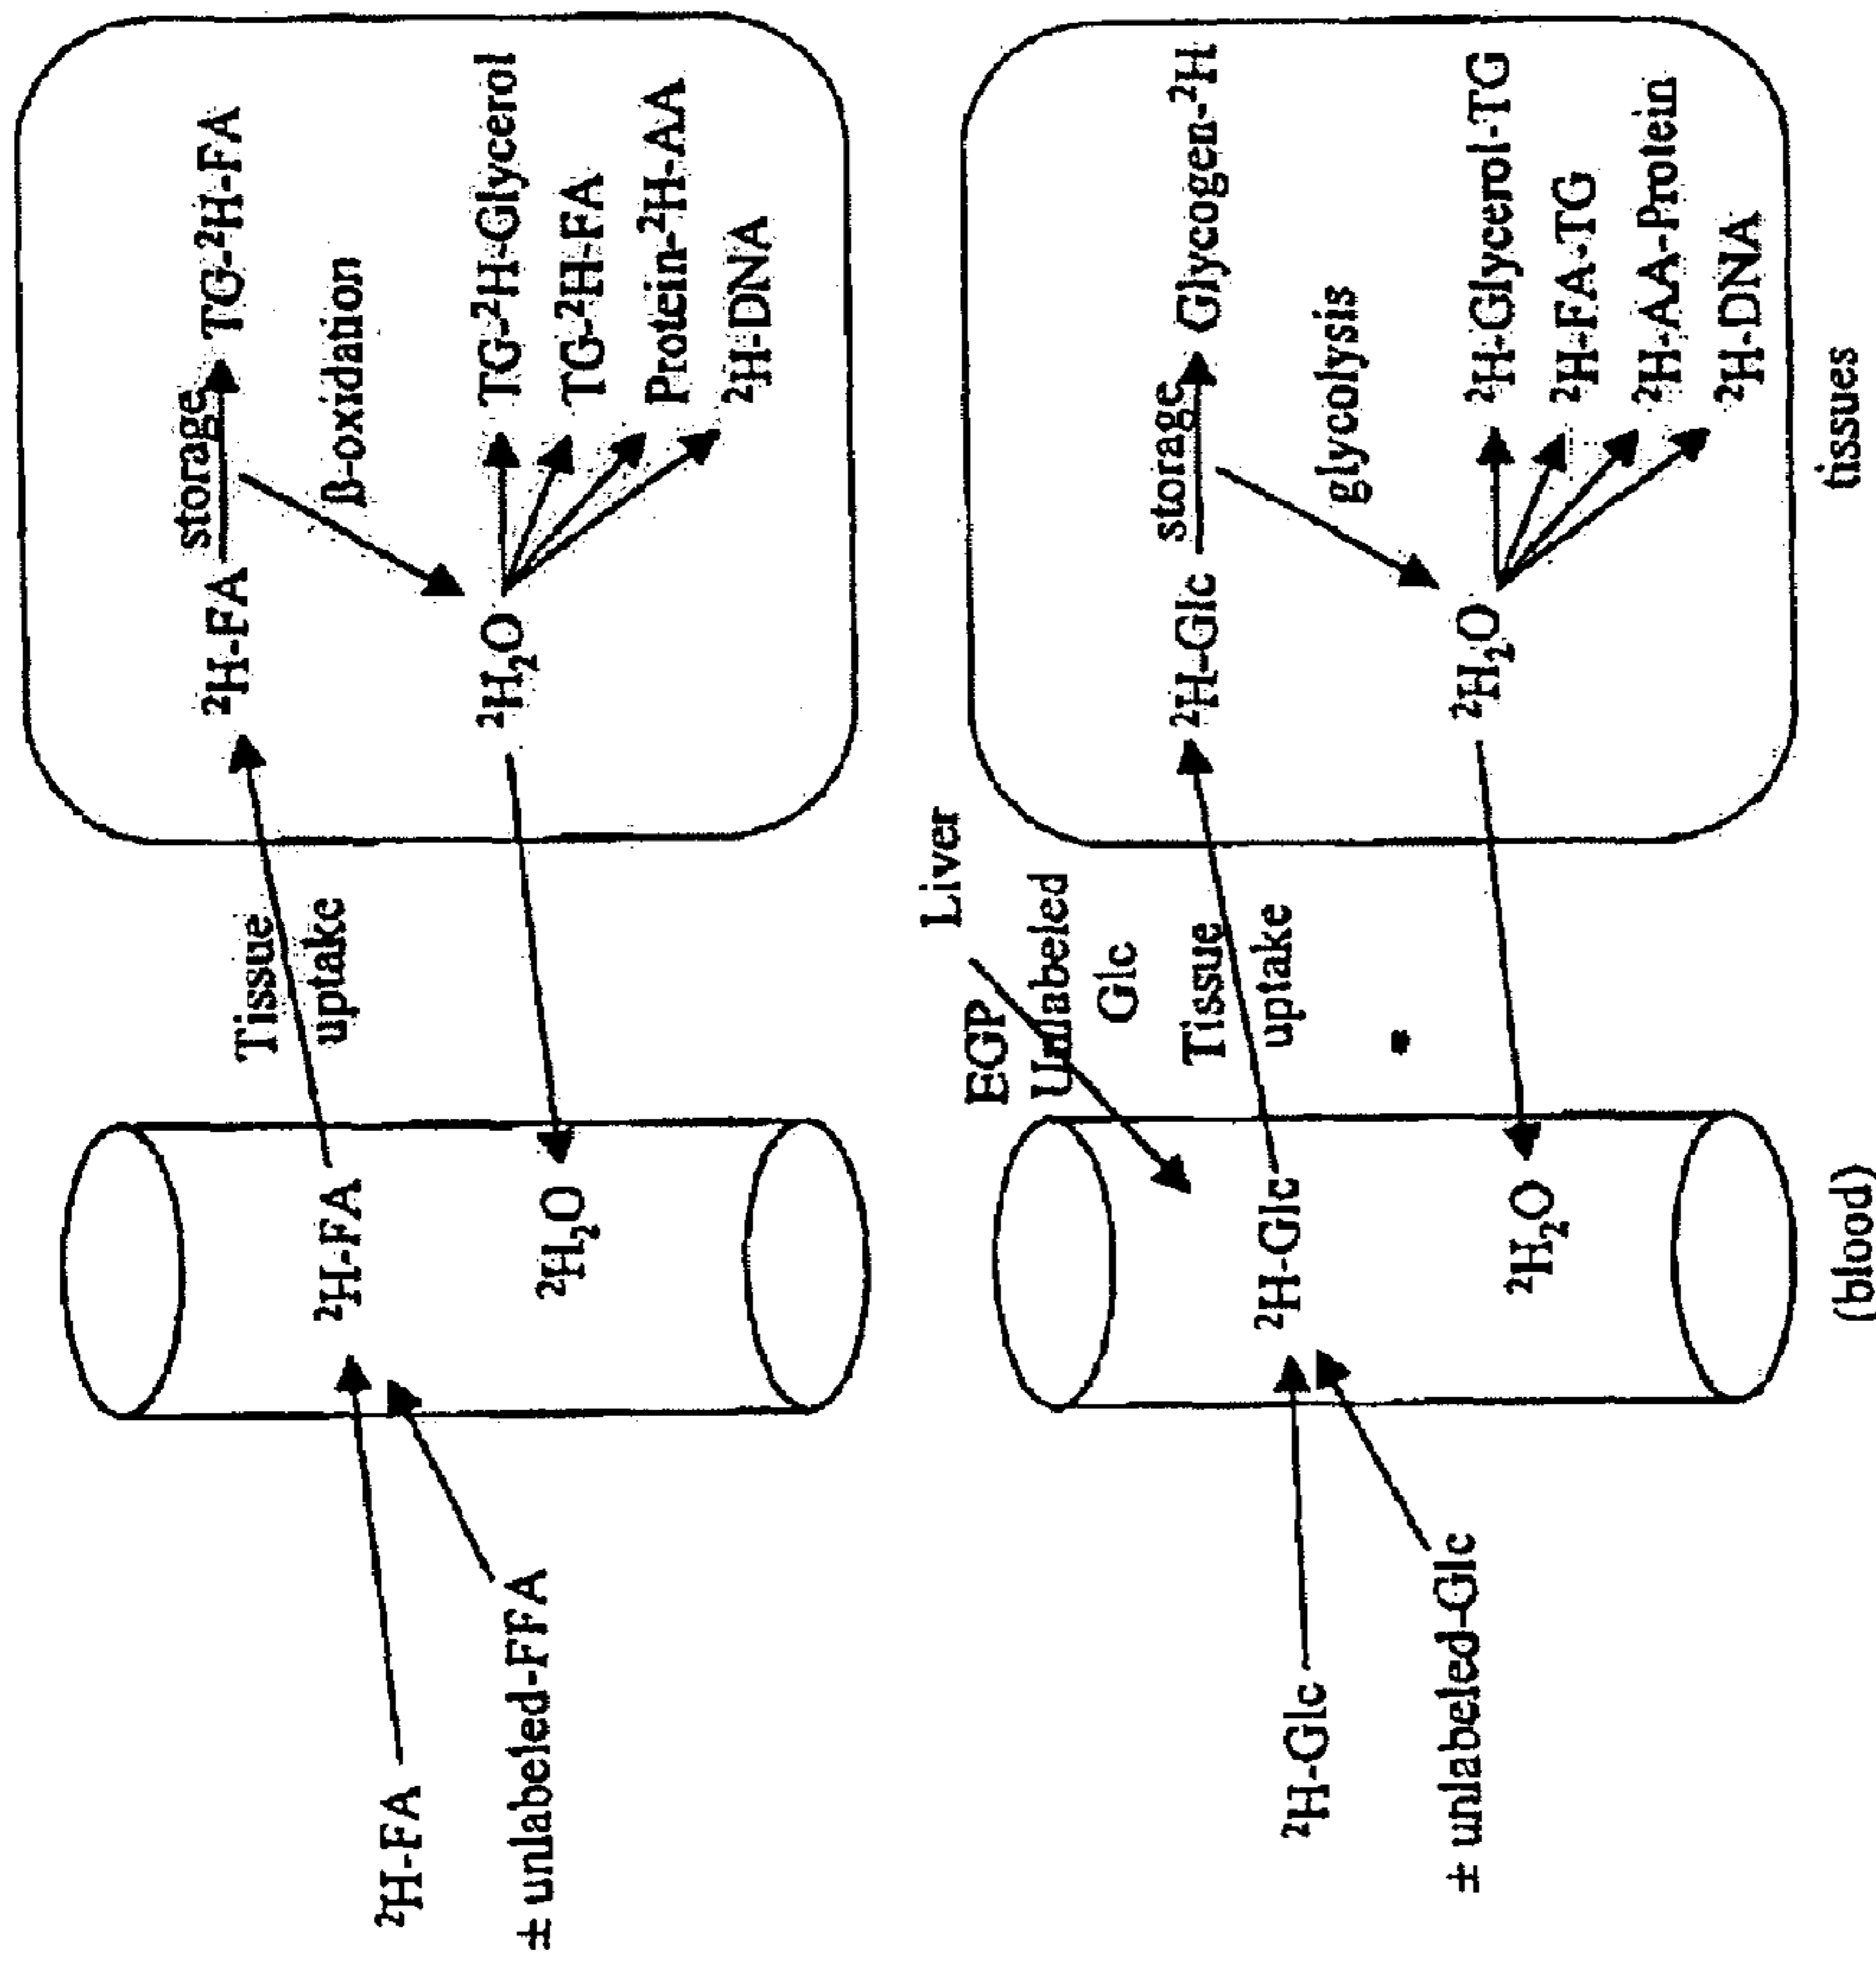 ²H-FA
± unlabeled-FFA
²H-FA
²H₂O
Tissue
uptake
²H-FA
storage
TG-²H-FA
β-oxidation
²H₂O
TG-²H-Glycerol
TG-²H-FA
Protein-²H-AA
²H-DNA
²H-Glc
± unlabeled-Glc
²H-Glc
²H₂O
(blood)
Liver
EGP
Unlabeled
Glc
Tissue
uptake
²H-Glc
storage
Glycogen-²H
glycolysis
²H₂O
²H-Glycerol-TG
²H-FA-TG
²H-AA-Protein
²H-DNA
tissues